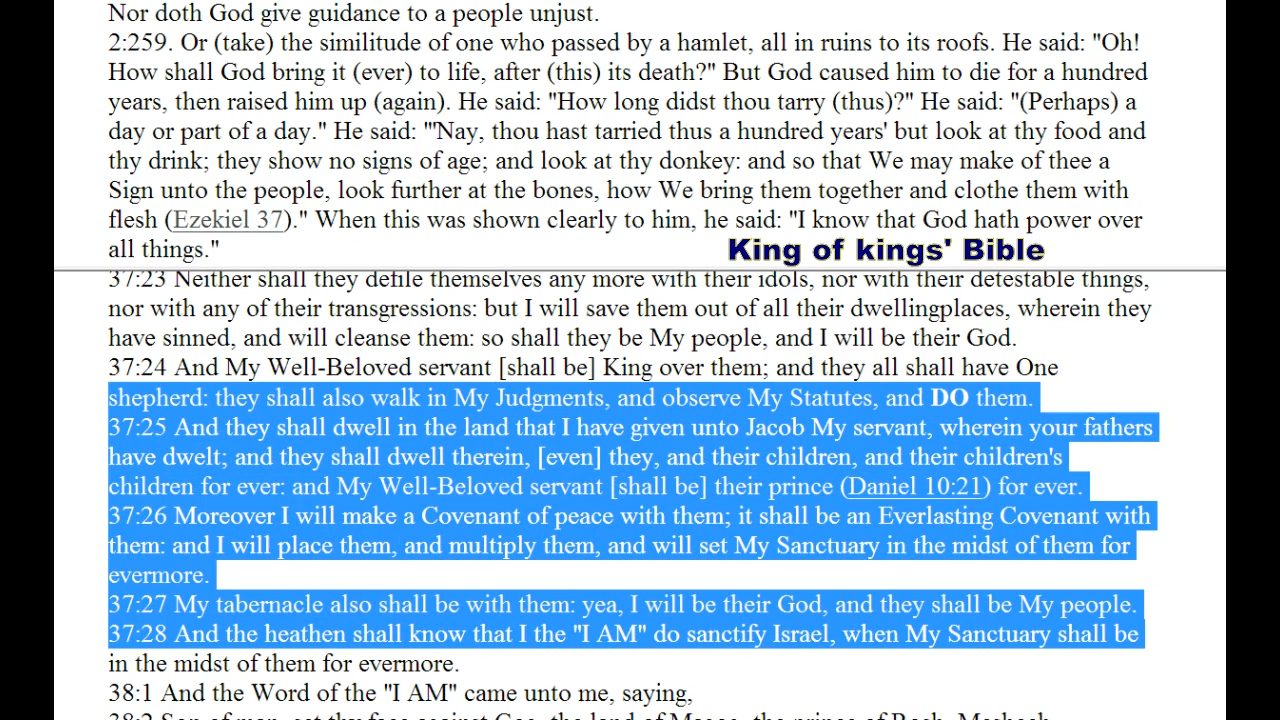 Nor doth God give guidance to a people unjust.
2:259. Or (take) the similitude of one who passed by a hamlet, all in ruins to its roofs. He said: "Oh!
How shall God bring it (ever) to life, after (this) its death?" But God caused him to die for a hundred
years, then raised him up (again). He said: "How long didst thou tarry (thus)?" He said: "(Perhaps) a
day or part of a day." He said: "'Nay, thou hast tarried thus a hundred years' but look at thy food and
thy drink; they show no signs of age; and look at thy donkey: and so that We may make of thee a
Sign unto the people, look further at the bones, how We bring them together and clothe them with
flesh (Ezekiel 37)." When this was shown clearly to him, he said: "I know that God hath power over
all things."
King of kings' Bible
37:23 Neither shall they defile themselves any more with their idols, nor with their detestable things,
nor with any of their transgressions: but I will save them out of all their dwellingplaces, wherein they
have sinned, and will cleanse them: so shall they be My people, and I will be their God.
37:24 And My Well-Beloved servant [shall be] King over them; and they all shall have One
shepherd: they shall also walk in My Judgments, and observe My Statutes, and DO them.
37:25 And they shall dwell in the land that I have given unto Jacob My servant, wherein your fathers
have dwelt; and they shall dwell therein, [even] they, and their children, and their children's
children for ever: and My Well-Beloved servant [shall be] their prince (Daniel 10:21) for ever.
37:26 Moreover I will make a Covenant of peace with them; it shall be an Everlasting Covenant with
them: and I will place them, and multiply them, and will set My Sanctuary in the midst of them for
evermore.
37:27 My tabernacle also shall be with them: yea, I will be their God, and they shall be My people.
37:28 And the heathen shall know that I the "I AM" do sanctify Israel, when My Sanctuary shall be
in the midst of them for evermore.
38:1 And the Word of the "I AM" came unto me, saying,
38:2 Son of man, set thy face against Gog, the land of Magog, the prince of Rosh, Meshech